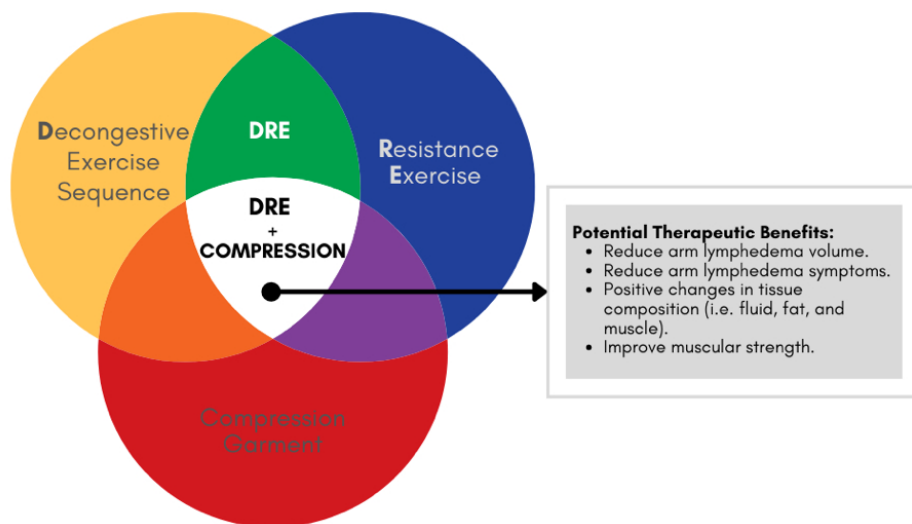 Decongestive
Exercise
Sequence
DRE
Resistance
Exercise
DRE
+
COMPRESSION
Compression
Garment
Potential Therapeutic Benefits:
• Reduce arm lymphedema volume.
• Reduce arm lymphedema symptoms.
• Positive changes in tissue
composition (i.e. fluid, fat, and
muscle).
• Improve muscular strength.